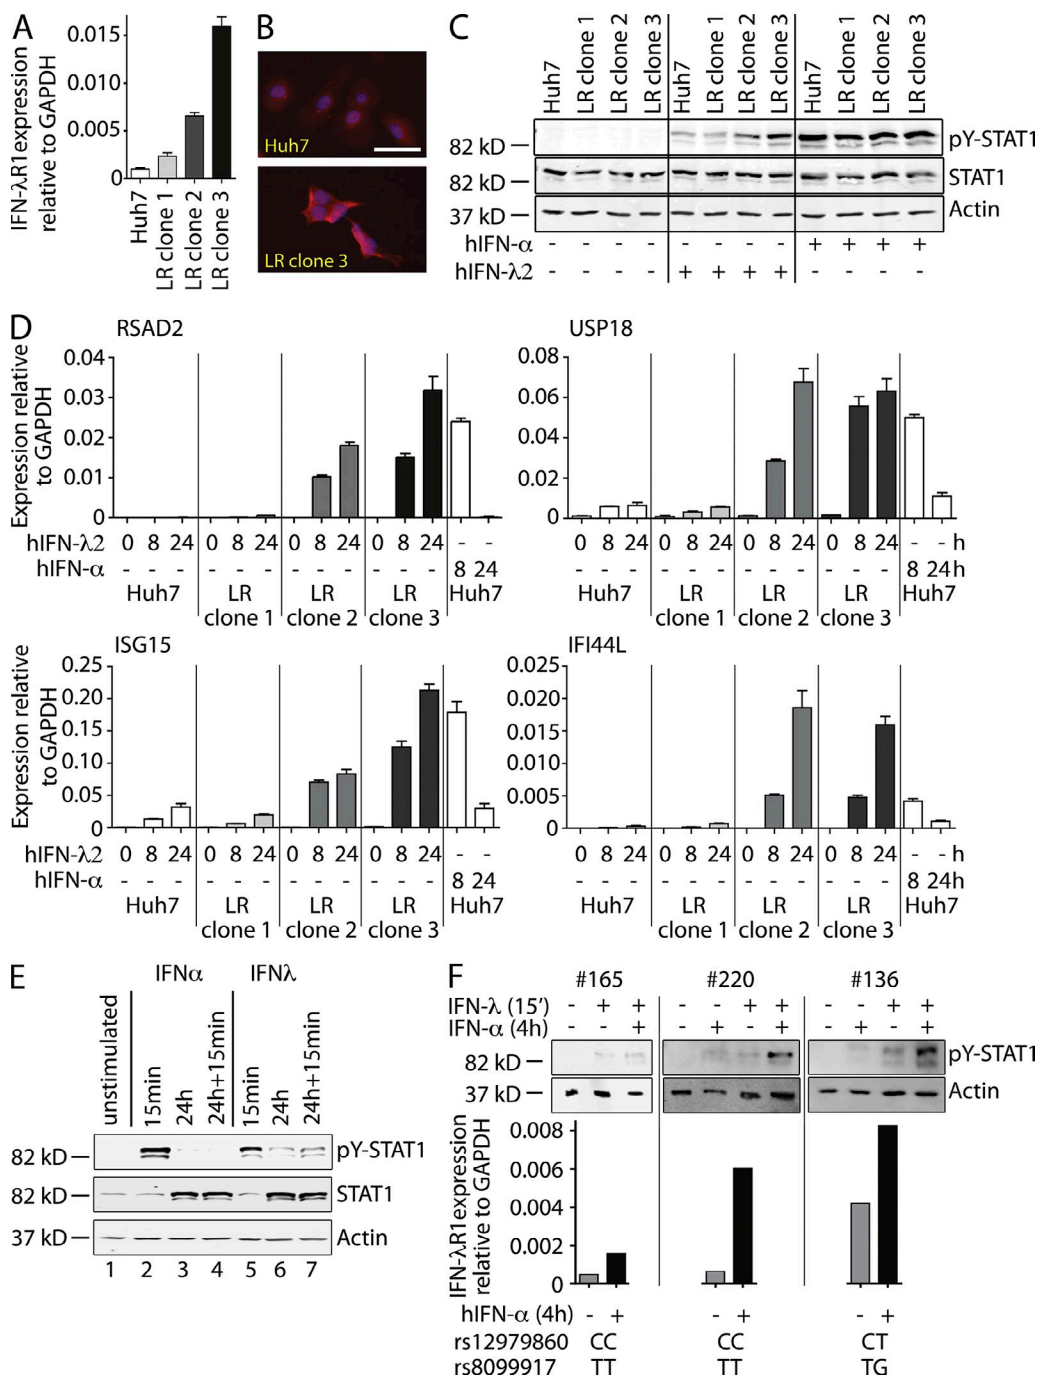 A
IFN-λR1 expression
relative to GAPDH
0.015
0.010
0.005
0
Huh7
LR clone 1
LR clone 2
LR clone 3
B
Huh7
LR clone 3
C
Huh7 LR clone 1 LR clone 2 LR clone 3 Huh7 LR clone 1 LR clone 2 LR clone 3 Huh7 LR clone 1 LR clone 2 LR clone 3
82 kD pY-STAT1
82 kD STAT1
37 kD Actin
hIFN-α - - - - - - - - + + + +
hIFN-λ2 - - - - + + + + - - - -
D
RSAD2
Expression relative
to GAPDH
0.04
0.03
0.02
0.01
0
hIFN-λ2 0 8 24 0 8 24 0 8 24 0 8 24 - -
hIFN-α - - - - - - - - - - - - 8 24
Huh7 LR LR LR Huh7
clone 1 clone 2 clone 3
USP18
0.08
0.06
0.04
0.02
0
0 8 24 0 8 24 0 8 24 0 8 24 - - h
- - - - - - - - - - - - 8 24h
Huh7 LR LR LR Huh7
clone 1 clone 2 clone 3
ISG15
Expression relative
to GAPDH
0.25
0.20
0.15
0.10
0.05
0
hIFN-λ2 0 8 24 0 8 24 0 8 24 0 8 24 - -
hIFN-α - - - - - - - - - - - - 8 24
Huh7 LR LR LR Huh7
clone 1 clone 2 clone 3
IFI44L
0.025
0.020
0.015
0.010
0.005
0
0 8 24 0 8 24 0 8 24 0 8 24 - - h
- - - - - - - - - - - - 8 24h
Huh7 LR LR LR Huh7
clone 1 clone 2 clone 3
E
IFNα IFNλ
unstimulated 15min 24h 24h+15min 15min 24h 24h+15min
82 kD pY-STAT1
82 kD STAT1
37 kD Actin
1 2 3 4 5 6 7
F
#165 #220 #136
IFN-λ (15') - + + - - + + - - + +
IFN-α (4h) - - + - + - + - + - +
82 kD pY-STAT1
37 kD Actin
IFN-λR1expression
relative to GAPDH
0.008
0.006
0.004
0.002
0
hIFN-α (4h) - + - + - +
rs12979860 CC CC CT
rs8099917 TT TT TG